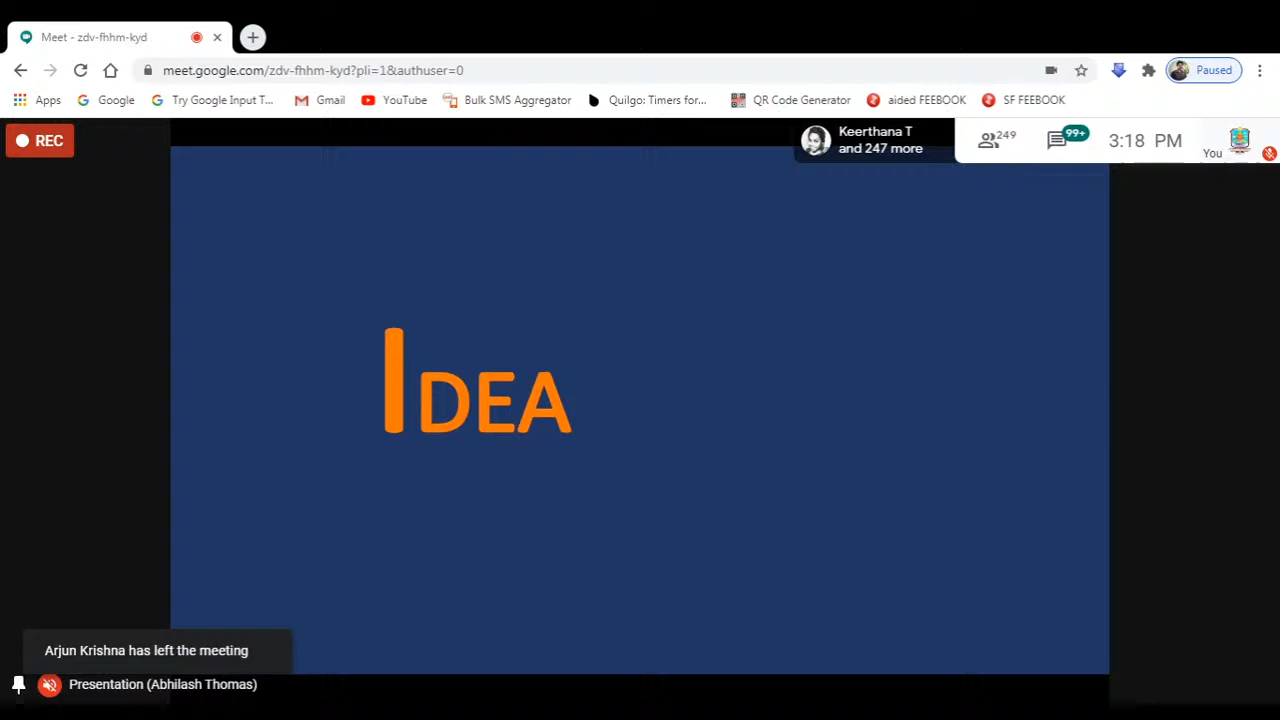 Meet - zdv-fhhm-kyd
meet.google.com/zdv-fhhm-kyd?pli=1&authuser=0
Paused
Apps
Google
Try Google Input T...
Gmail
YouTube
Bulk SMS Aggregator
Quilgo: Timers for...
QR Code Generator
aided FEEBOOK
SF FEEBOOK
REC
Keerthana T
and 247 more
249
99+
3:18 PM
You
IDEA
Arjun Krishna has left the meeting
Presentation (Abhilash Thomas)